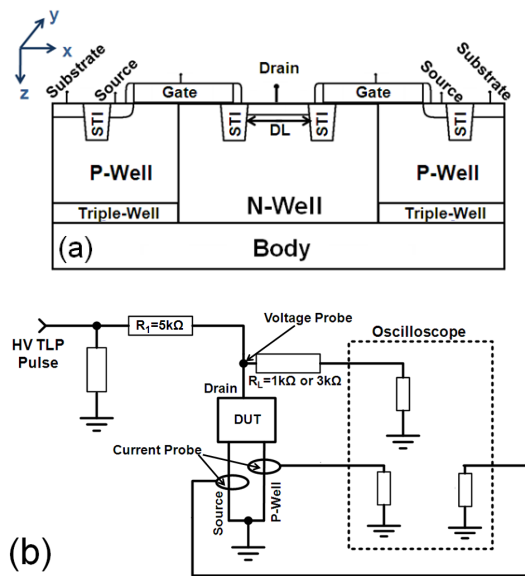 y
x
z
Substrate
Source
Gate
Drain
Gate
Source
Substrate
STI
STI
STI
STI
DL
P-Well
N-Well
P-Well
Triple-Well
Triple-Well
(a)
Body
R1=5kΩ
Voltage Probe
Oscilloscope
HV TLP
Pulse
RL=1kΩ or 3kΩ
Drain
DUT
Current Probe
Source
P-Well
(b)